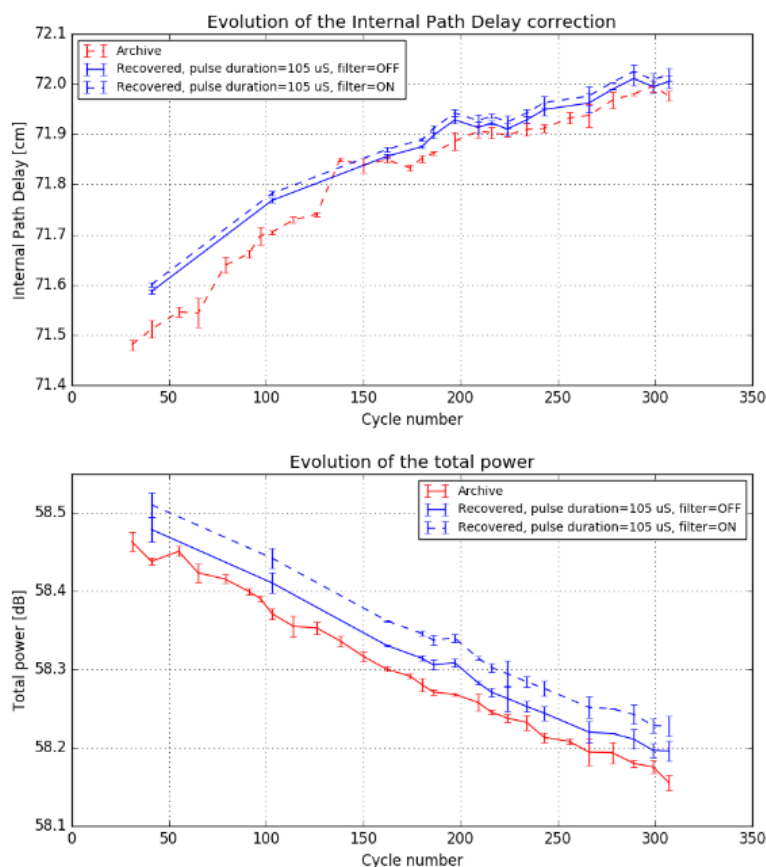 Evolution of the Internal Path Delay correction
72.1
72.0
71.9
71.8
71.7
71.6
71.5
71.4
Internal Path Delay [cm]
Archive
Recovered, pulse duration=105 uS, filter=OFF
Recovered, pulse duration=105 uS, filter=ON
0 50 100 150 200 250 300 350
Cycle number
Evolution of the total power
58.5
58.4
58.3
58.2
58.1
Total power [dB]
Archive
Recovered, pulse duration=105 uS, filter=OFF
Recovered, pulse duration=105 uS, filter=ON
0 50 100 150 200 250 300 350
Cycle number